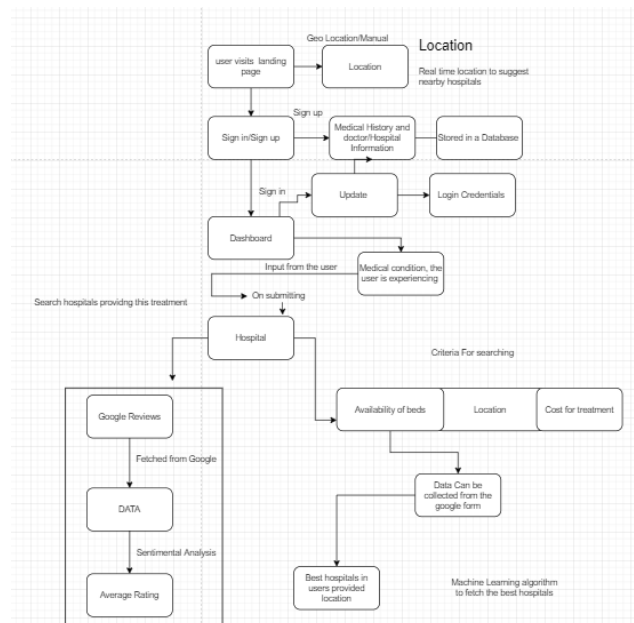 Geo Location/Manual
Location
user visits landing
page
Location
Real time location to suggest
nearby hospitals
Sign up
Sign in/Sign up
Medical History and
doctor/Hospital
Information
Stored in a Database
Sign in
Update
Login Credentials
Dashboard
Input from the user
Medical condition, the
user is experiencing
On submitting
Search hospitals providng this treatment
Hospital
Criteria For searching
Availability of beds
Location
Cost for treatment
Google Reviews
Fetched from Google
DATA
Data Can be
collected from the
google form
Sentimental Analysis
Average Rating
Best hospitals in
users provided
location
Machine Learning algorithm
to fetch the best hospitals